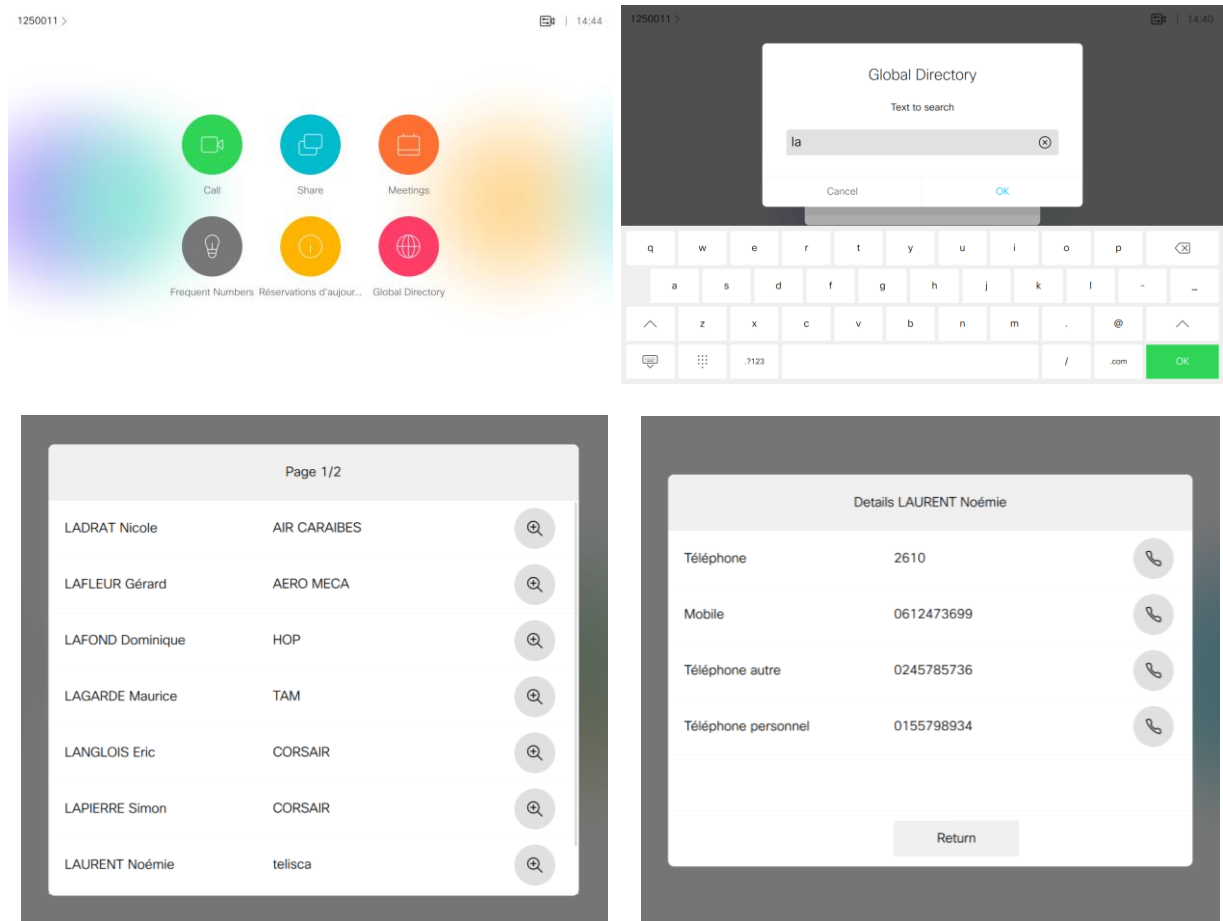 1250011 >
14:44
Call
Share
Meetings
Frequent Numbers
Réservations d'aujour...
Global Directory
1250011 >
14:40
Global Directory
Text to search
la
Cancel
OK
q w e r t y u i o p
a s d f g h j k l - _
z x c v b n m . @
.?123 / .com OK
Page 1/2
LADRAT Nicole AIR CARAIBES
LAFLEUR Gérard AERO MECA
LAFOND Dominique HOP
LAGARDE Maurice TAM
LANGLOIS Eric CORSAIR
LAPIERRE Simon CORSAIR
LAURENT Noémie telisca
Details LAURENT Noémie
Téléphone 2610
Mobile 0612473699
Téléphone autre 0245785736
Téléphone personnel 0155798934
Return